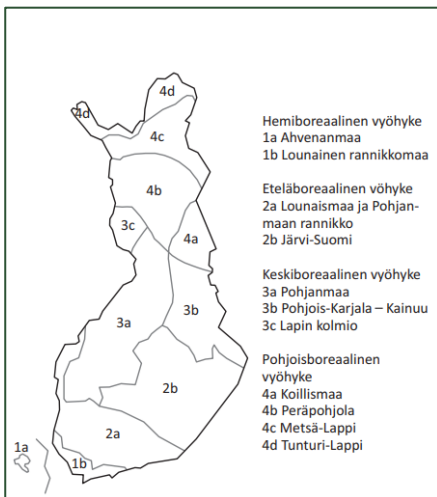 4d
4d
4c
4b
3c
4a
3a
3b
2b
2a
1a
1b
Hemiboreaalinen vyöhyke
1a Ahvenanmaa
1b Lounainen rannikkomaa
Eteläboreaalinen vöhyke
2a Lounaismaa ja Pohjan-
maan rannikko
2b Järvi-Suomi
Keskiboreaalinen vyöhyke
3a Pohjanmaa
3b Pohjois-Karjala – Kainuu
3c Lapin kolmio
Pohjoisboreaalinen
vyöhyke
4a Koillismaa
4b Peräpohjola
4c Metsä-Lappi
4d Tunturi-Lappi